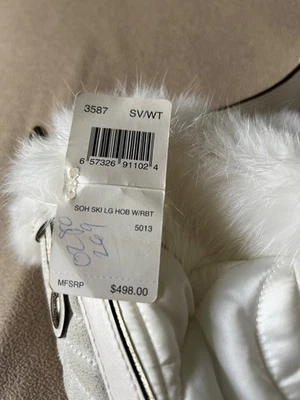 3587 SV/WT
6 57326 91102 4
SOH SKI LG HOB W/RBT
5013
MFSRP $498.00